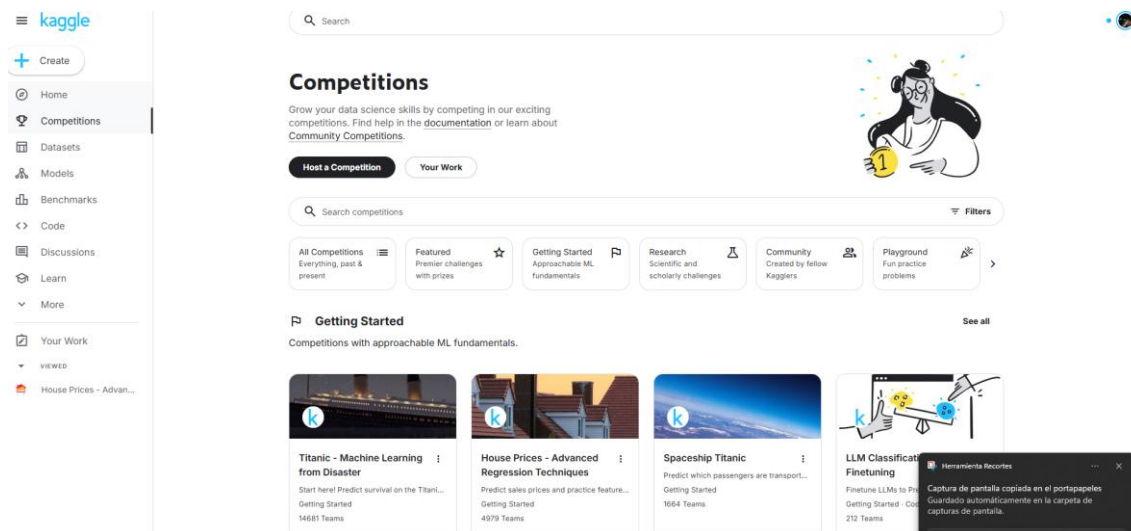 kaggle
Search
Create
Home
Competitions
Datasets
Models
Benchmarks
Code
Discussions
Learn
More
Your Work
VIEWED
House Prices - Advan...
Competitions
Grow your data science skills by competing in our exciting
competitions. Find help in the documentation or learn about
Community Competitions.
Host a Competition
Your Work
Search competitions
Filters
All Competitions
Everything, past &
present
Featured
Premier challenges
with prizes
Getting Started
Approachable ML
fundamentals
Research
Scientific and
scholarly challenges
Community
Created by fellow
Kagglers
Playground
Fun practice
problems
Getting Started
See all
Competitions with approachable ML fundamentals.
k
Titanic - Machine Learning
from Disaster
Start here! Predict survival on the Titani...
Getting Started
14681 Teams
k
House Prices - Advanced
Regression Techniques
Predict sales prices and practice feature...
Getting Started
4979 Teams
k
Spaceship Titanic
Predict which passengers are transport...
Getting Started
1664 Teams
k
LLM Classificati
Finetuning
Finetune LLMs to Pre
Getting Started · Cod
212 Teams
1
Herramienta Recortes
Captura de pantalla copiada en el portapapeles
Guardado automáticamente en la carpeta de
capturas de pantalla.